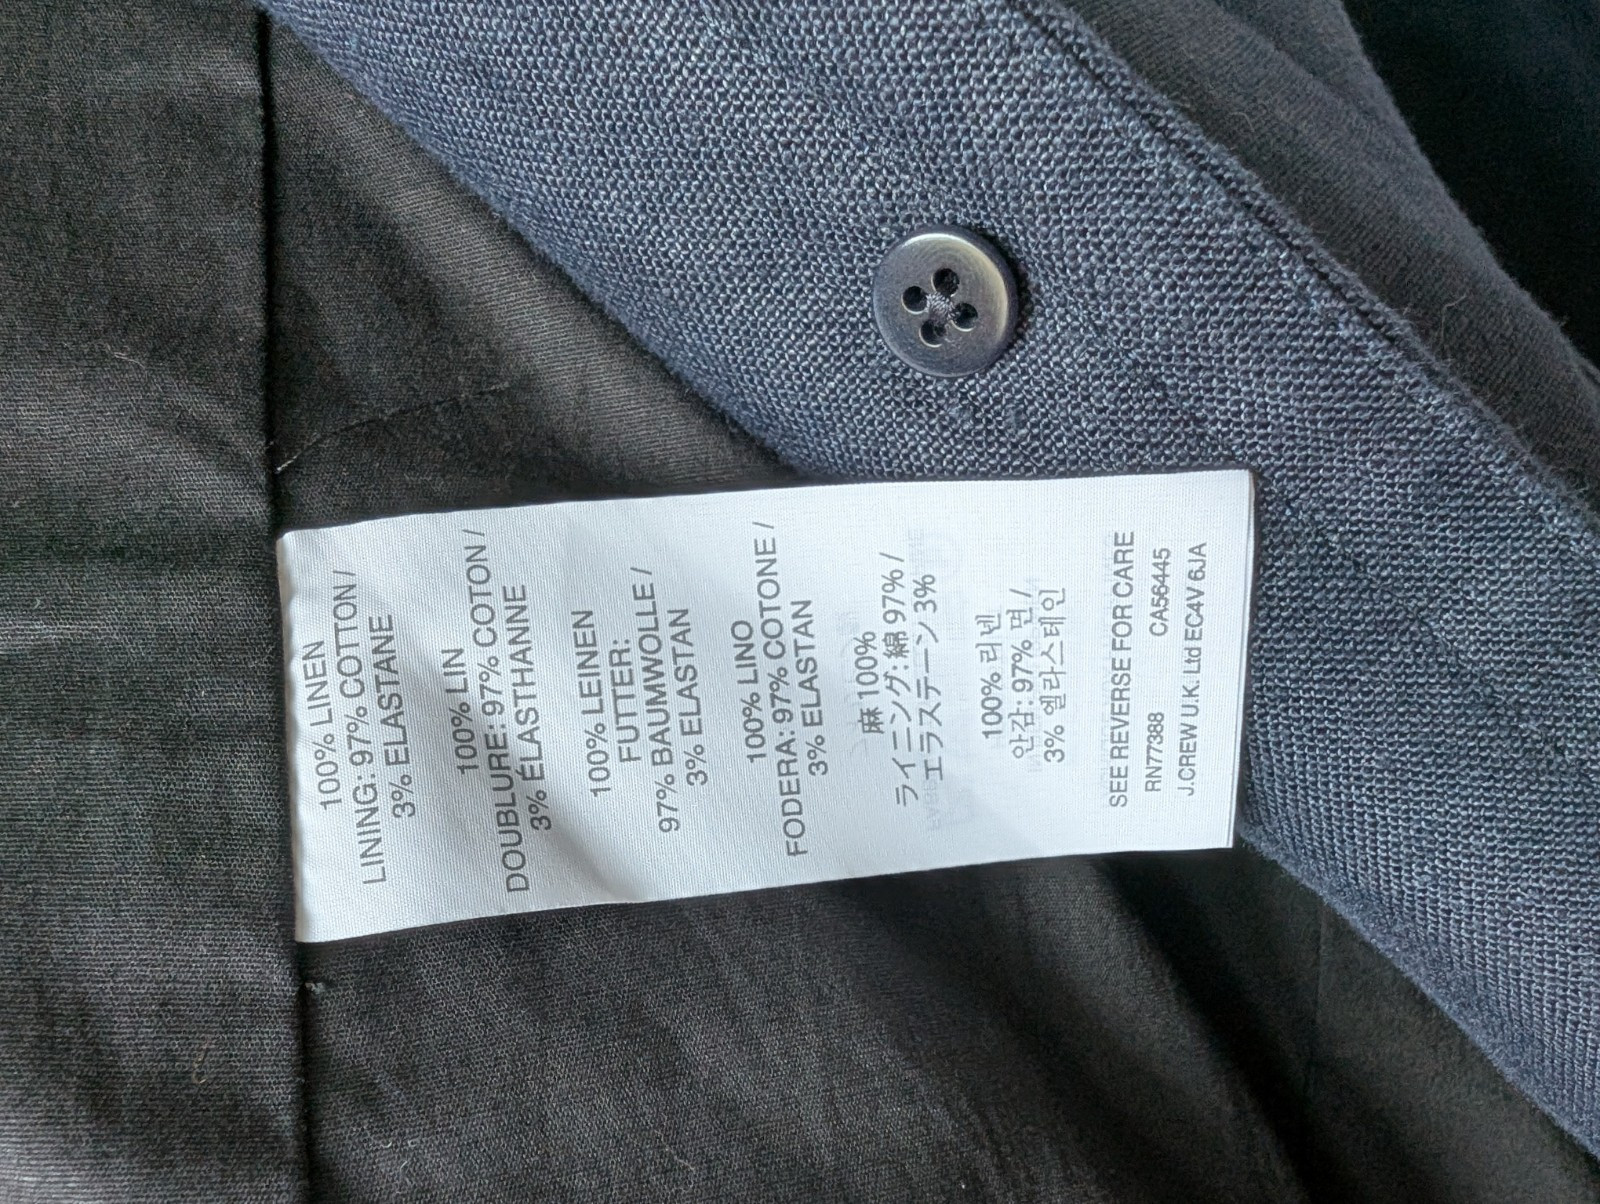 100% LINEN
LINING: 97% COTTON /
3% ELASTANE
100% LIN
DOUBLURE: 97% COTON /
3% ÉLASTHANNE
100% LEINEN
FUTTER:
97% BAUMWOLLE /
3% ELASTAN
100% LINO
FODERA: 97% COTONE /
3% ELASTAN
麻 100%
ライニング: 綿 97% /
エラステーン 3%
100% 리넨
안감: 97% 면 /
3% 엘라스테인
SEE REVERSE FOR CARE
RN77388 CA56445
J.CREW U.K. Ltd EC4V 6JA